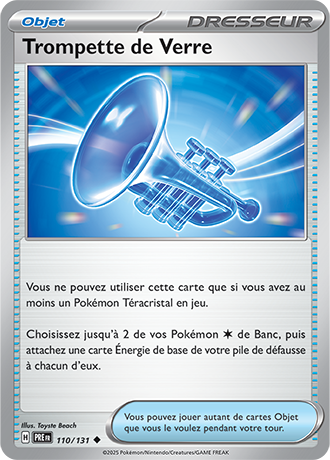 Objet
DRESSEUR
Trompette de Verre
Vous ne pouvez utiliser cette carte que si vous avez au
moins un Pokémon Téracristal en jeu.
Choisissez jusqu'à 2 de vos Pokémon ✶ de Banc, puis
attachez une carte Énergie de base de votre pile de défausse
à chacun d'eux.
Vous pouvez jouer autant de cartes Objet
que vous le voulez pendant votre tour.
Illus. Toyste Beach
H PRE FR 110/131 ◆
©2025 Pokémon/Nintendo/Creatures/GAME FREAK